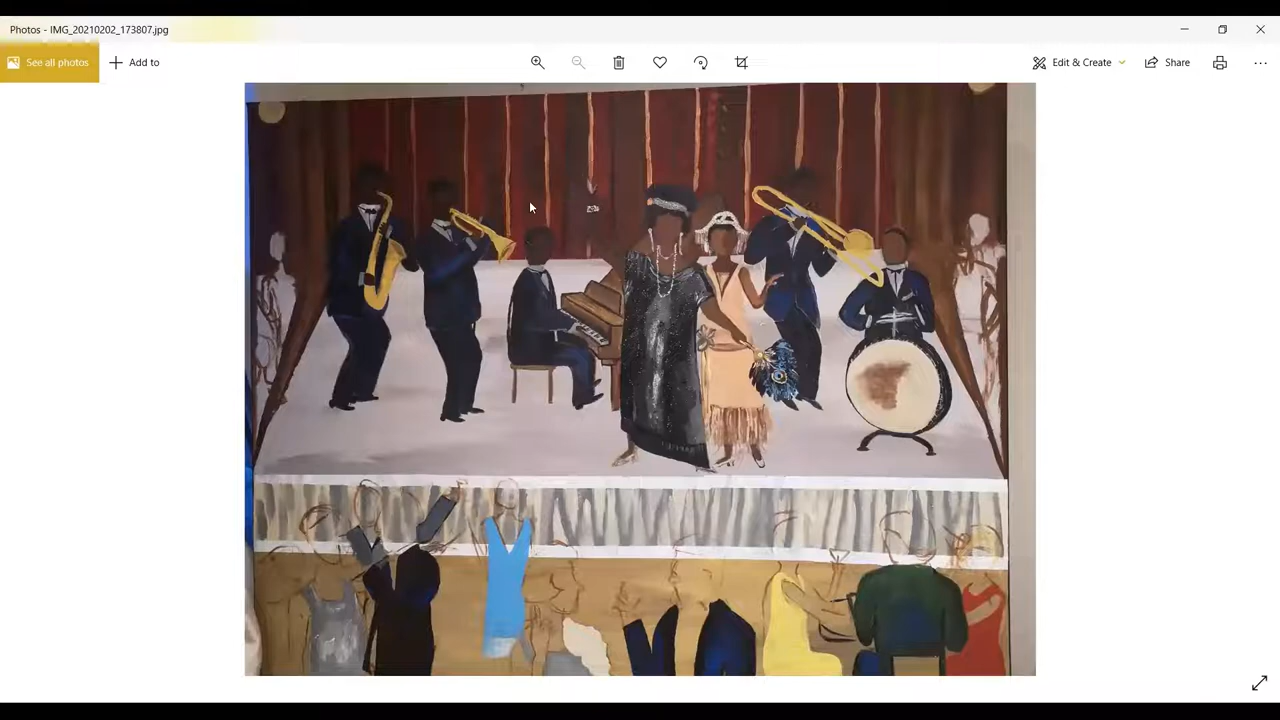 Photos - IMG_20210202_173807.jpg
See all photos
Add to
Edit & Create
Share